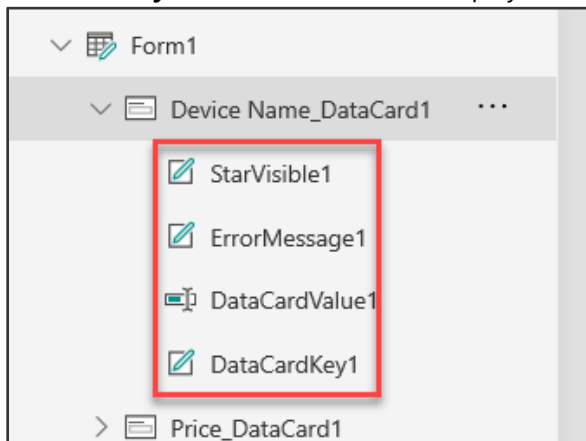 Form1
Device Name_DataCard1 ...
StarVisible1
ErrorMessage1
DataCardValue1
DataCardKey1
Price_DataCard1